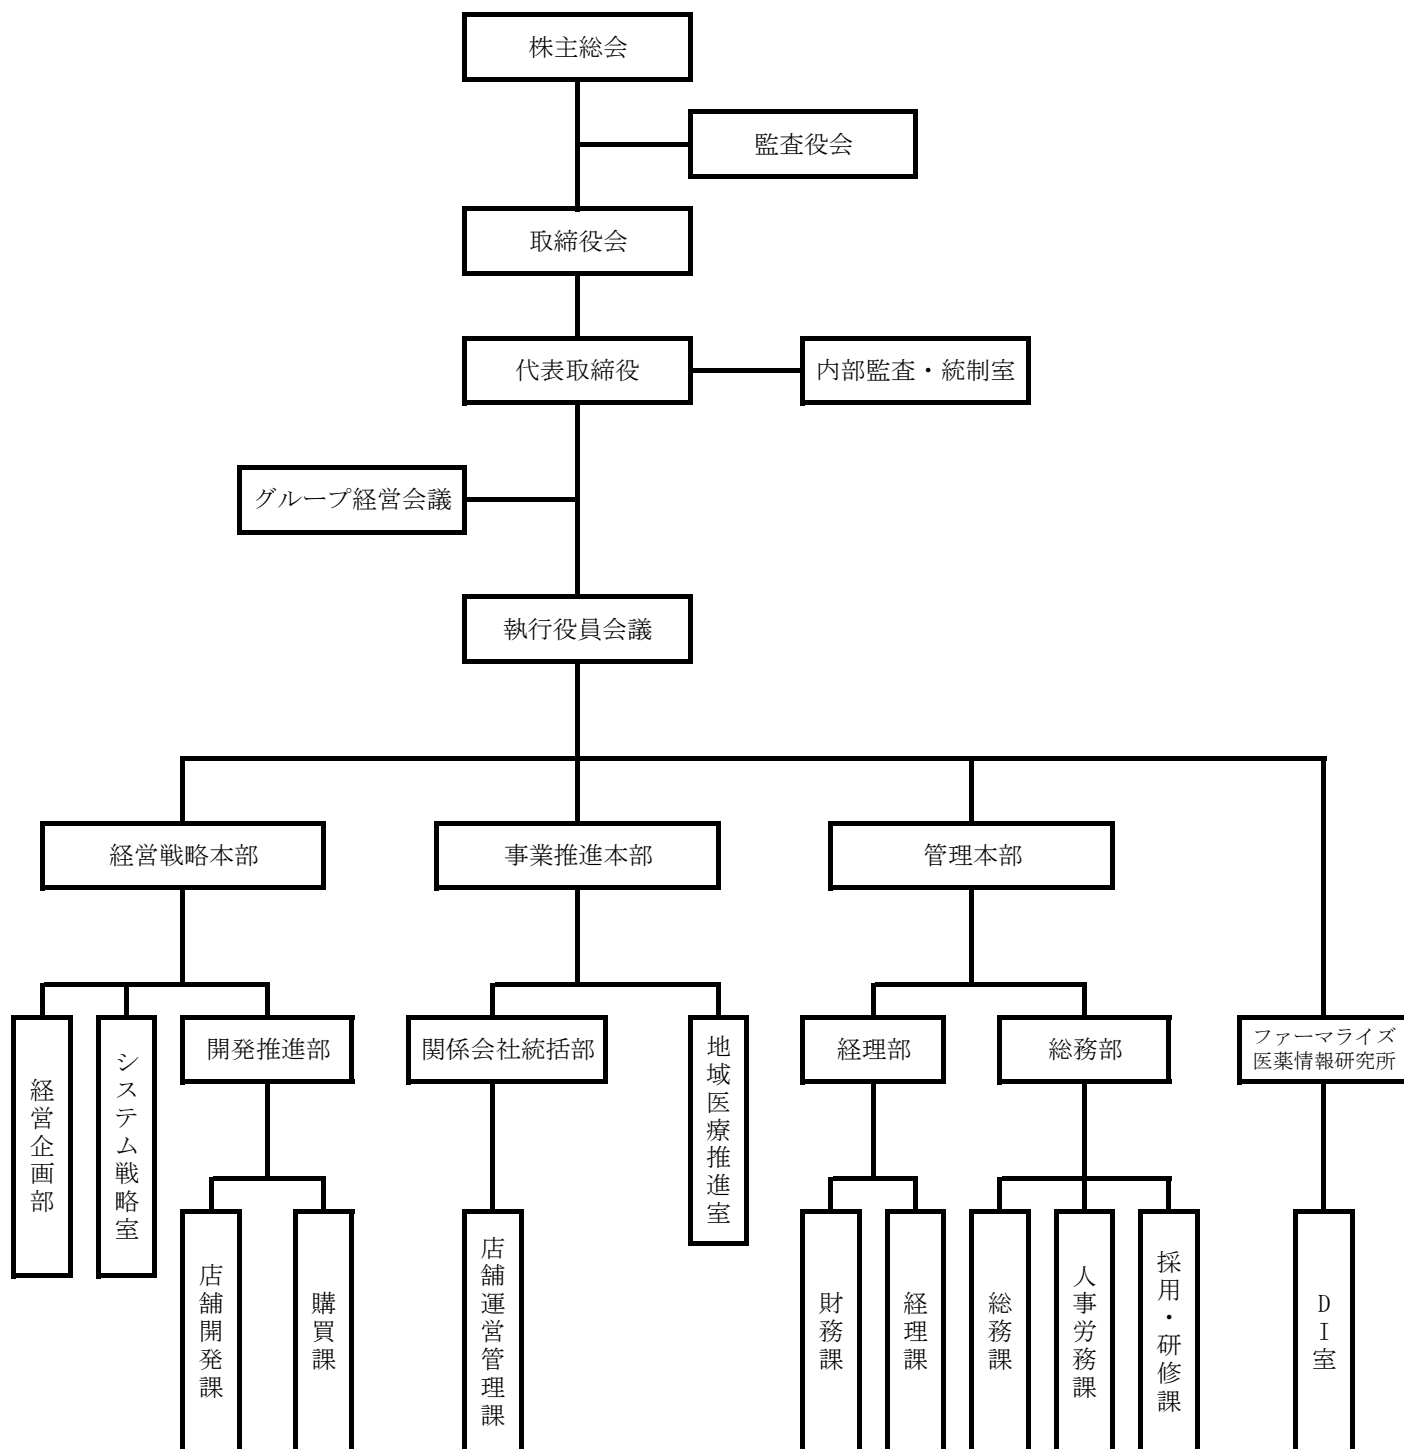 株主総会
監査役会
取締役会
代表取締役
内部監査・統制室
グループ経営会議
執行役員会議
経営戦略本部
事業推進本部
管理本部
経営企画部
システム戦略室
開発推進部
関係会社統括部
地域医療推進室
経理部
総務部
ファーマライズ
医薬情報研究所
店舗開発課
購買課
店舗運営管理課
財務課
経理課
総務課
人事労務課
採用・研修課
DI室